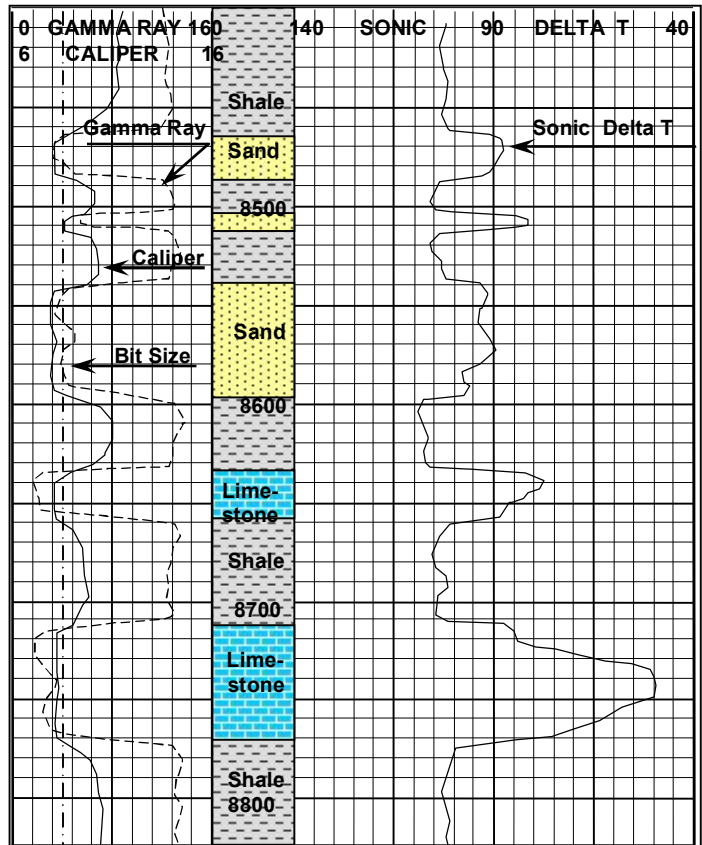 0 GAMMA RAY 160
140 SONIC 90 DELTA T 40
6 CALIPER 16
Shale
Gamma Ray
Sonic Delta T
Sand
8500
Caliper
Sand
Bit Size
8600
Lime-
stone
Shale
8700
Lime-
stone
Shale
8800